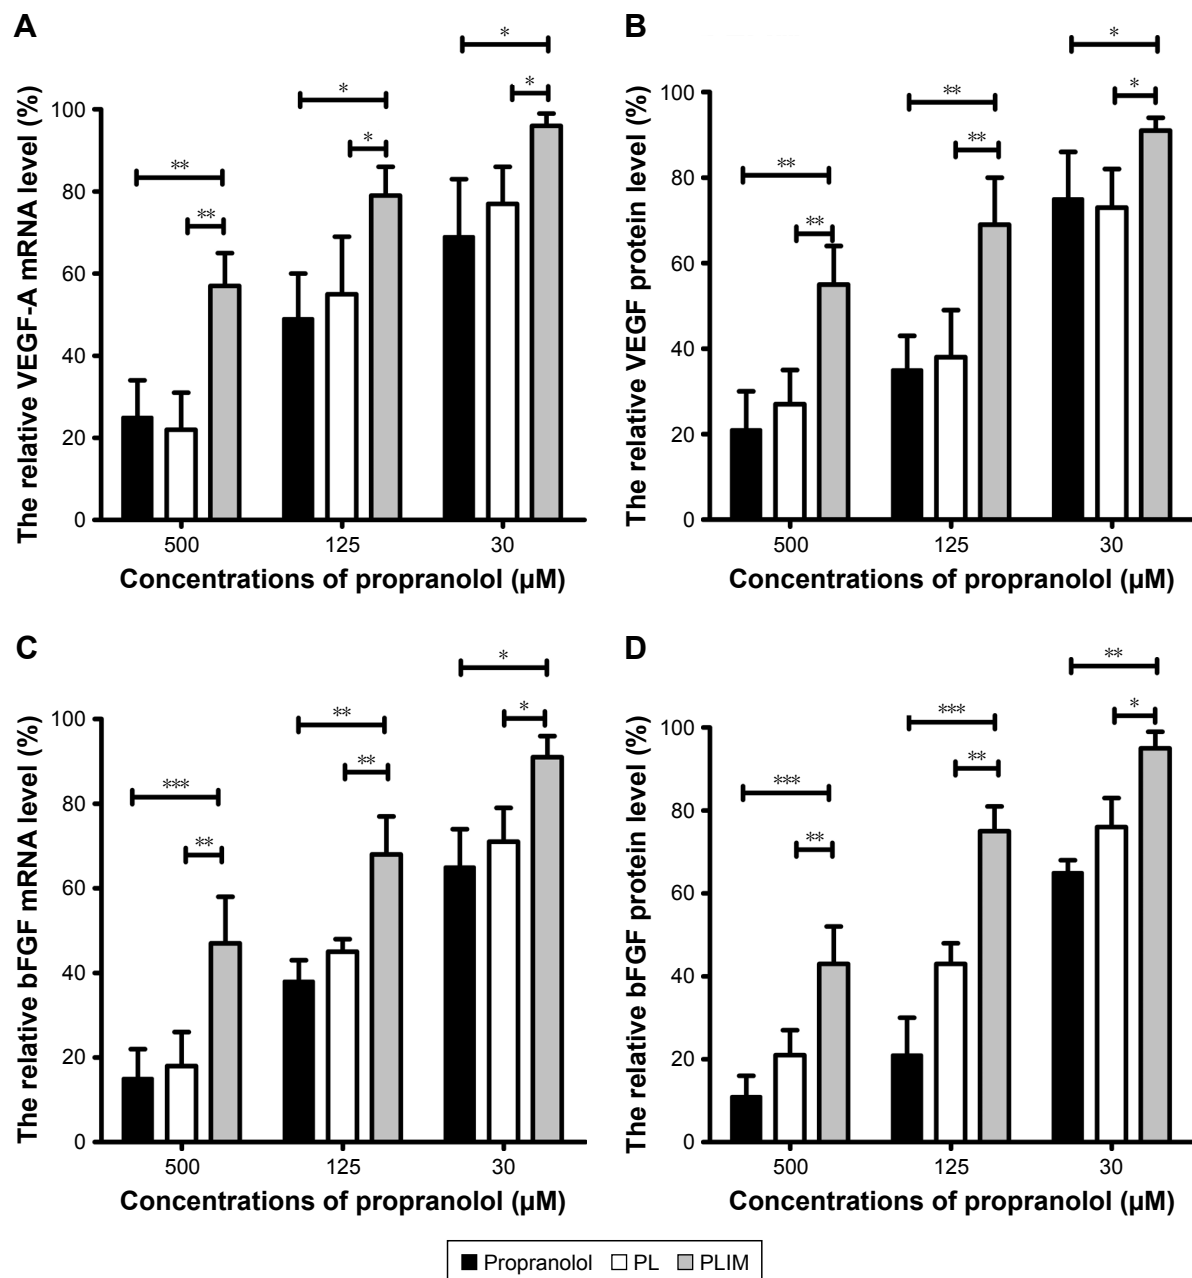 A
The relative VEGF-A mRNA level (%)
100
80
60
40
20
0
**
**
*
*
*
*
500 125 30
Concentrations of propranolol (µM)
B
The relative VEGF protein level (%)
100
80
60
40
20
0
**
**
**
**
*
*
500 125 30
Concentrations of propranolol (µM)
C
The relative bFGF mRNA level (%)
100
80
60
40
20
0
***
**
**
**
*
*
500 125 30
Concentrations of propranolol (µM)
D
The relative bFGF protein level (%)
100
80
60
40
20
0
***
**
***
**
**
*
500 125 30
Concentrations of propranolol (µM)
Propranolol PL PLIM